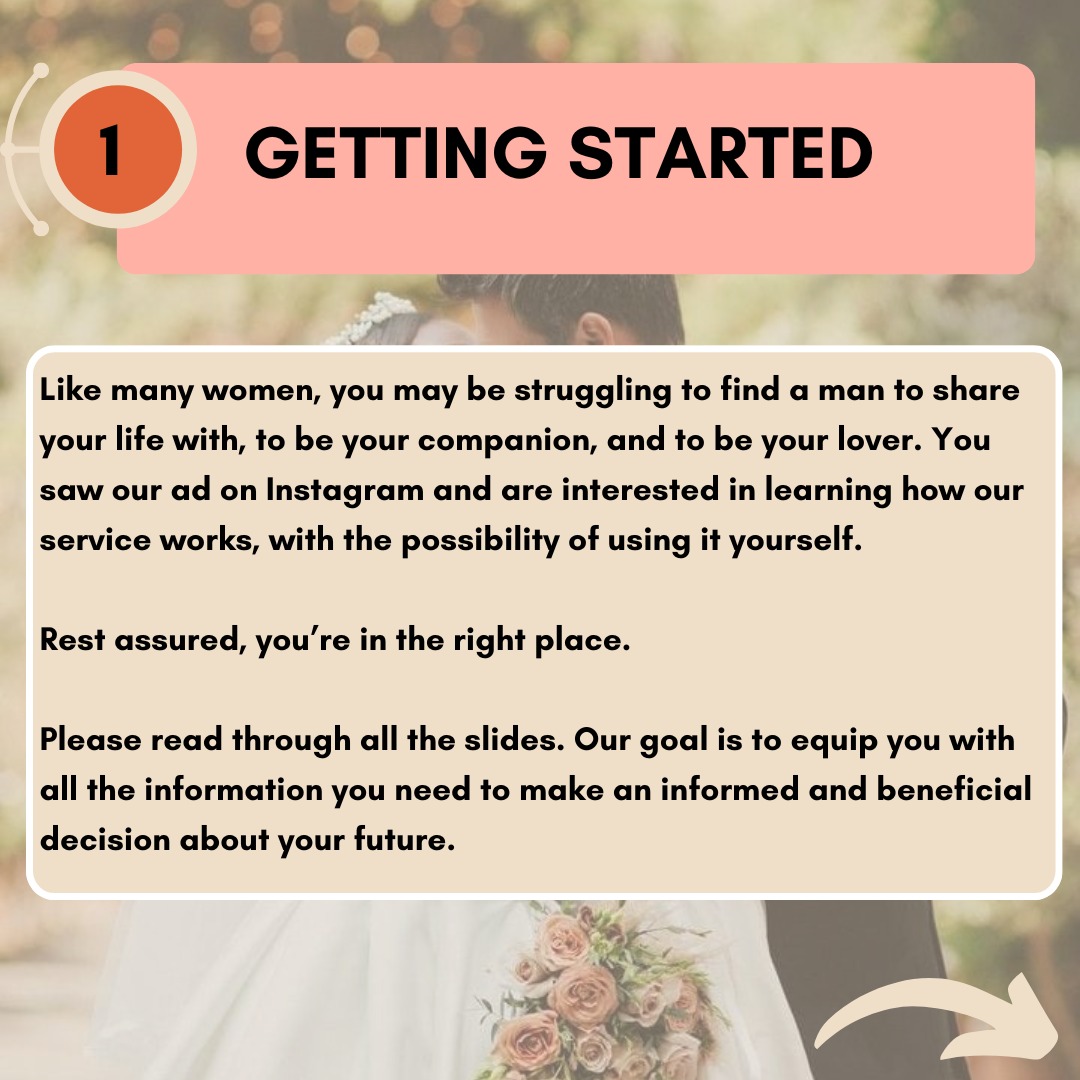 1
GETTING STARTED
Like many women, you may be struggling to find a man to share
your life with, to be your companion, and to be your lover. You
saw our ad on Instagram and are interested in learning how our
service works, with the possibility of using it yourself.
Rest assured, you’re in the right place.
Please read through all the slides. Our goal is to equip you with
all the information you need to make an informed and beneficial
decision about your future.